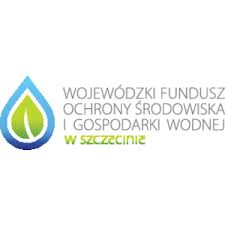 WOJEWÓDZKI FUNDUSZ
OCHRONY ŚRODOWISKA
I GOSPODARKI WODNEJ
W SZCZECINIE